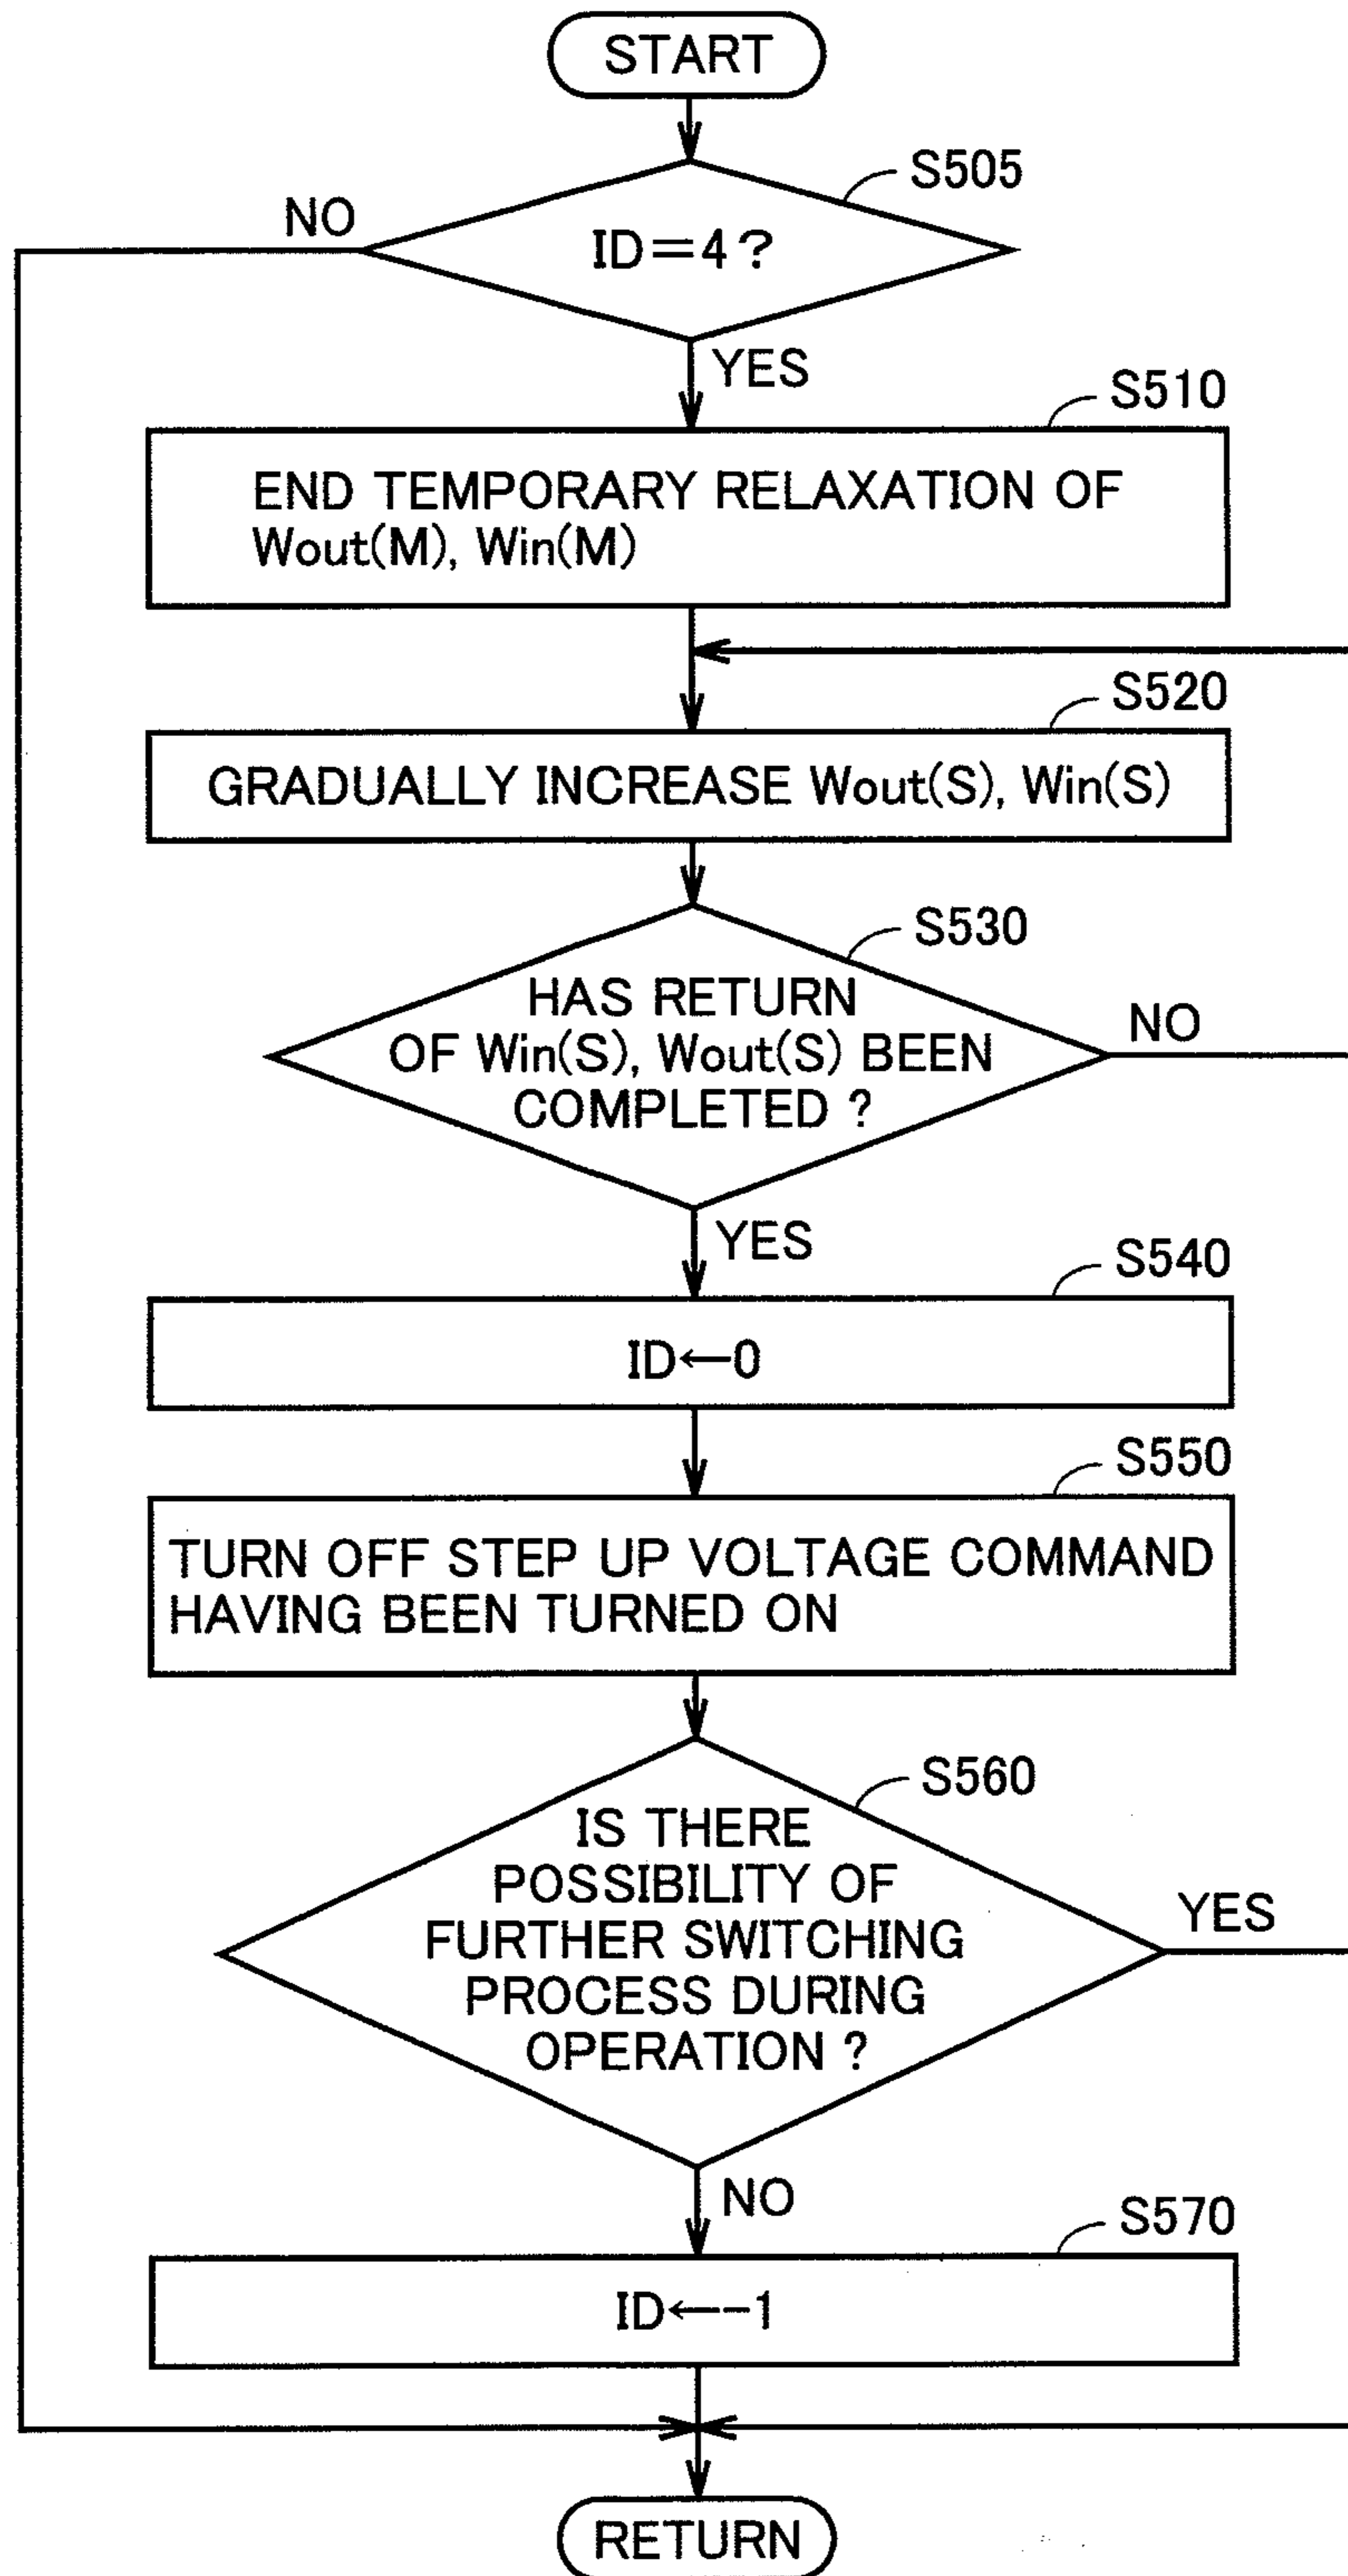 START
S505
NO
ID=4?
YES
S510
END TEMPORARY RELAXATION OF
Wout(M), Win(M)
S520
GRADUALLY INCREASE Wout(S), Win(S)
S530
HAS RETURN
OF Win(S), Wout(S) BEEN
COMPLETED ?
NO
YES
S540
ID←0
S550
TURN OFF STEP UP VOLTAGE COMMAND
HAVING BEEN TURNED ON
S560
IS THERE
POSSIBILITY OF
FURTHER SWITCHING
PROCESS DURING
OPERATION ?
YES
NO
S570
ID←-1
RETURN